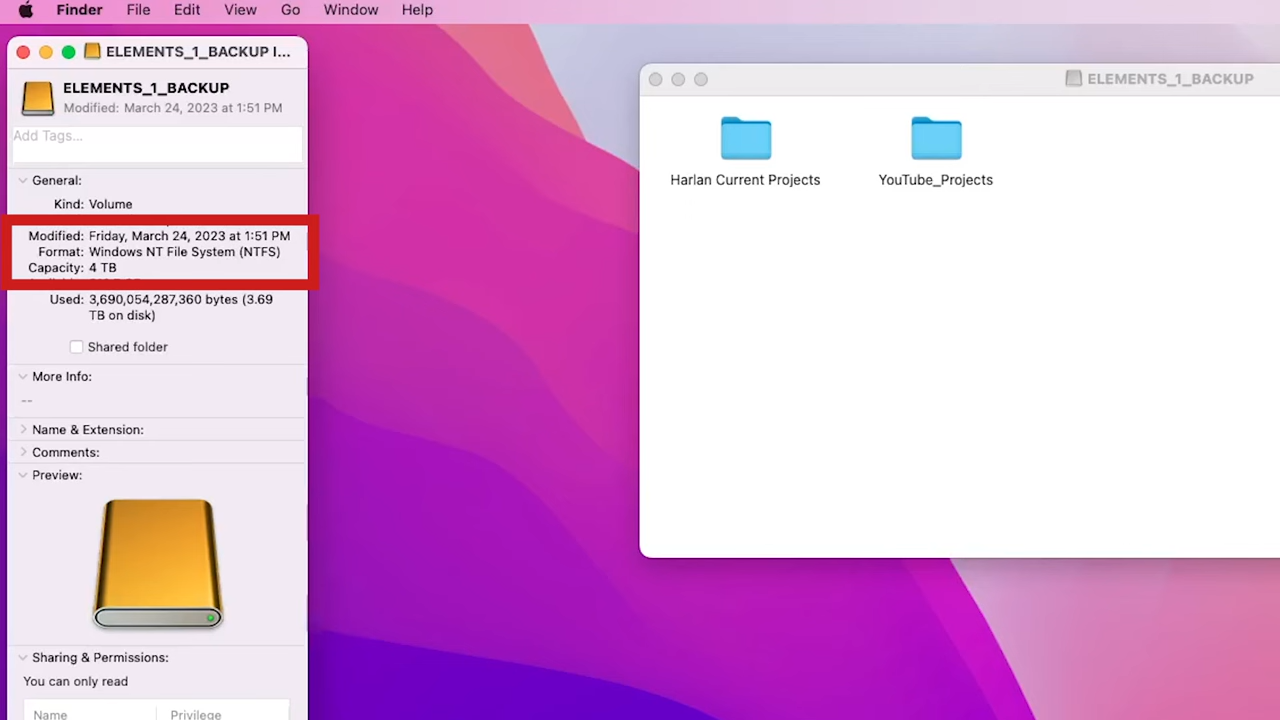 Finder File Edit View Go Window Help
ELEMENTS_1_BACKUP I...
ELEMENTS_1_BACKUP
Modified: March 24, 2023 at 1:51 PM
Add Tags...
General:
Kind: Volume
Modified: Friday, March 24, 2023 at 1:51 PM
Format: Windows NT File System (NTFS)
Capacity: 4 TB
Used: 3,690,054,287,360 bytes (3.69
TB on disk)
Shared folder
More Info:
--
Name & Extension:
Comments:
Preview:
Sharing & Permissions:
You can only read
Name Privilege
ELEMENTS_1_BACKUP
Harlan Current Projects YouTube_Projects